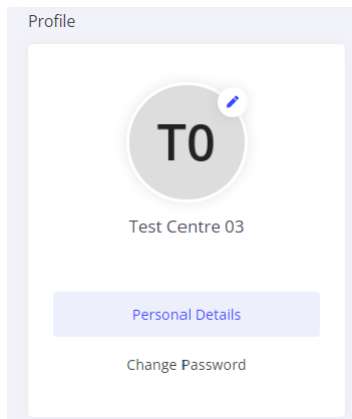 Profile
T0
Test Centre 03
Personal Details
Change Password